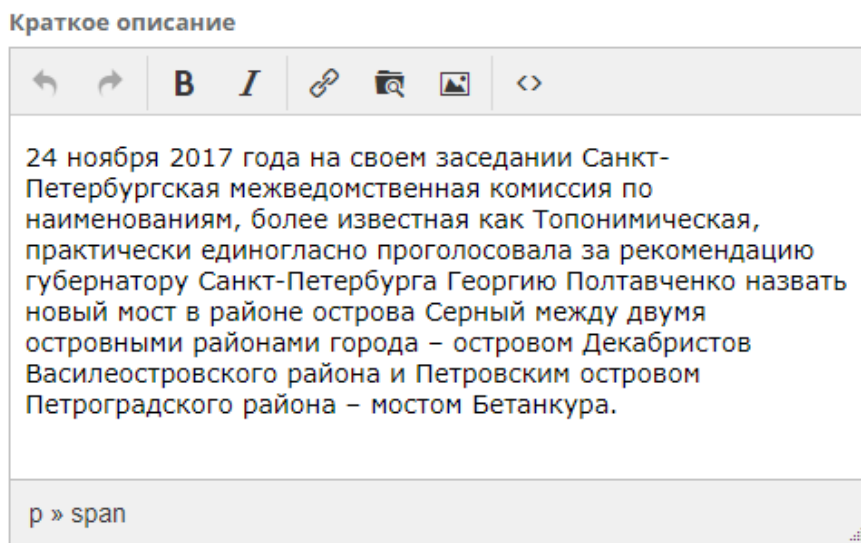 Краткое описание
B I <>
24 ноября 2017 года на своем заседании Санкт-
Петербургская межведомственная комиссия по
наименованиям, более известная как Топонимическая,
практически единогласно проголосовала за рекомендацию
губернатору Санкт-Петербурга Георгию Полтавченко назвать
новый мост в районе острова Серный между двумя
островными районами города – островом Декабристов
Василеостровского района и Петровским островом
Петроградского района – мостом Бетанкура.
p » span